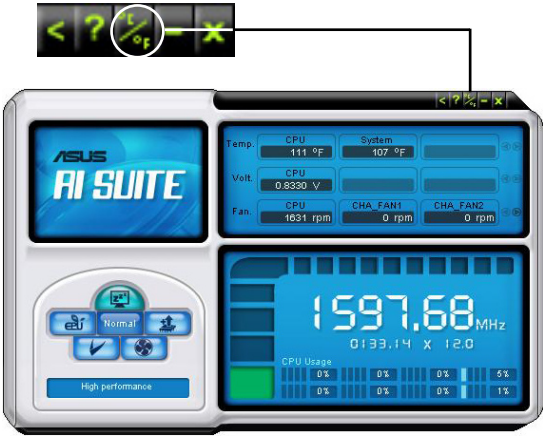 < ? °C/°F – x
< ? °C/°F – x
ASUS
AI SUITE
Temp. CPU System
111 °F 107 °F
Volt. CPU
0.8330 V
Fan. CPU CHA_FAN1 CHA_FAN2
1631 rpm 0 rpm 0 rpm
1597.68 MHz
0133.14 X 12.0
CPU Usage
0% 0% 0% 5%
0% 0% 0% 1%
zz
epu Normal
High performance